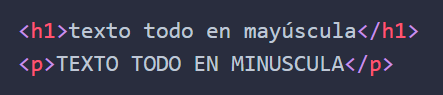 <h1>texto todo en mayúscula</h1>
<p>TEXTO TODO EN MINUSCULA</p>